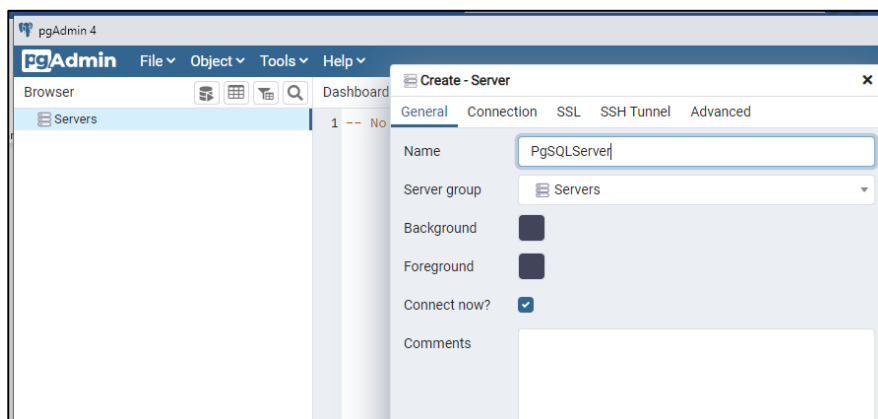 pgAdmin 4
pgAdmin File Object Tools Help
Browser
Servers
Dashboard
1 -- No
Create - Server
General Connection SSL SSH Tunnel Advanced
Name PgSQLServer
Server group Servers
Background
Foreground
Connect now?
Comments